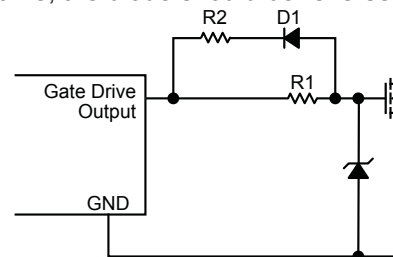 R2
D1
Gate Drive
Output
R1
GND